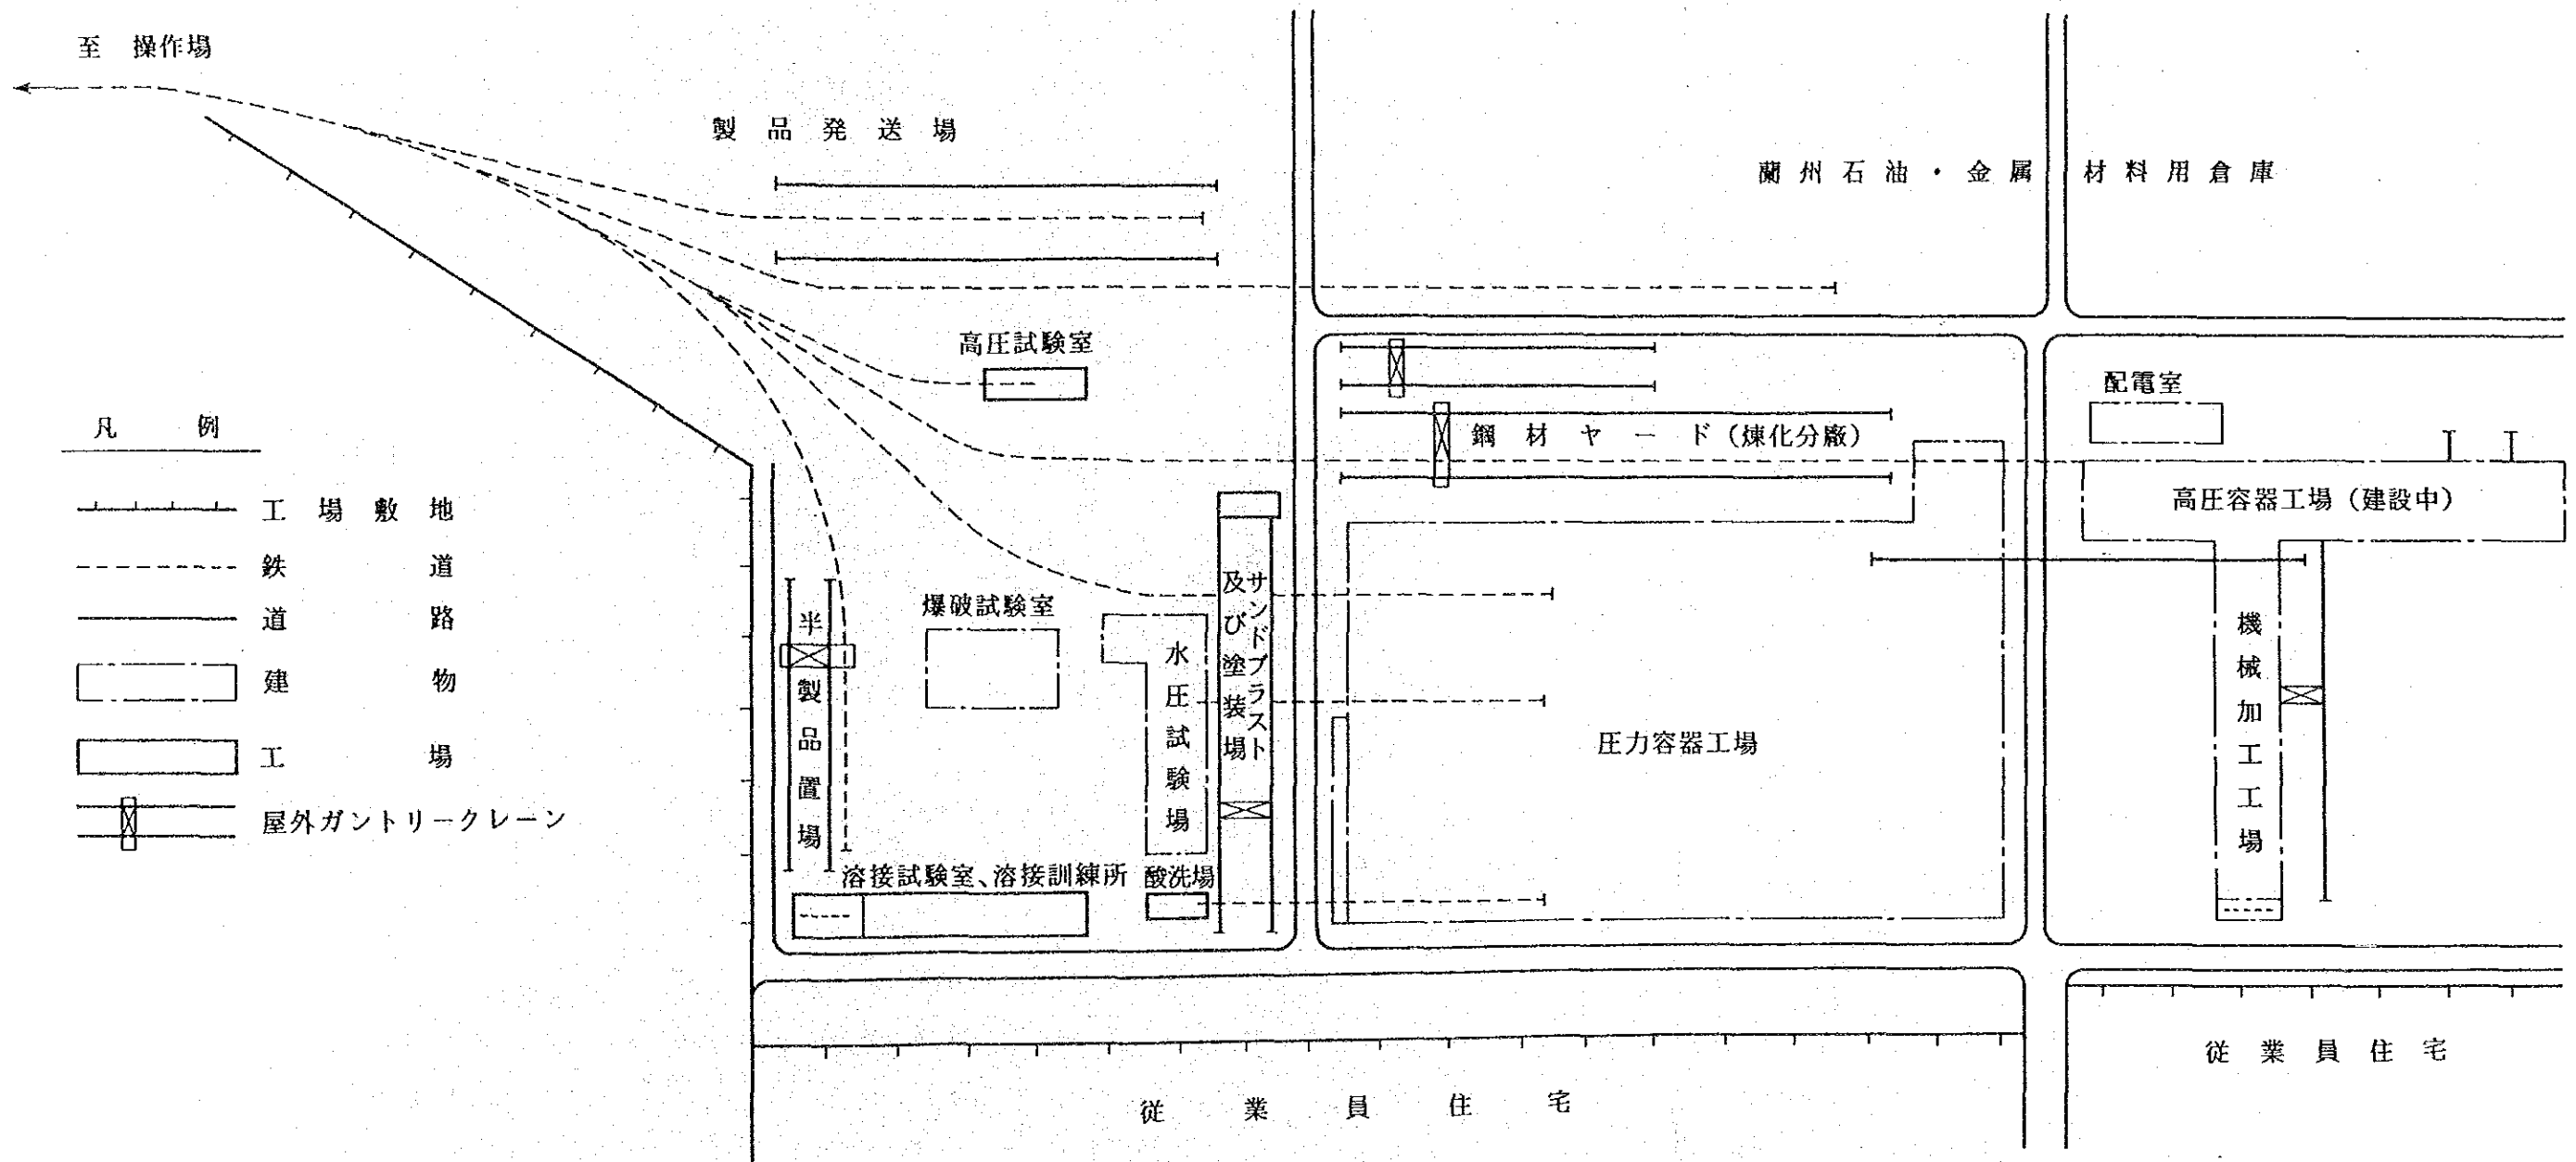 至 操作場
製品発送場
蘭州石油・金属材料用倉庫
高圧試験室
配電室
凡例
鋼材ヤード(煉化分廠)
工場敷地
高圧容器工場(建設中)
鉄道
道路
建物
工場
屋外ガントリークレーン
半製品置場
爆破試験室
水圧試験場
サンドブラスト
及び塗装場
圧力容器工場
機械加工工場
溶接試験室、溶接訓練所
酸洗場
従業員住宅
従業員住宅